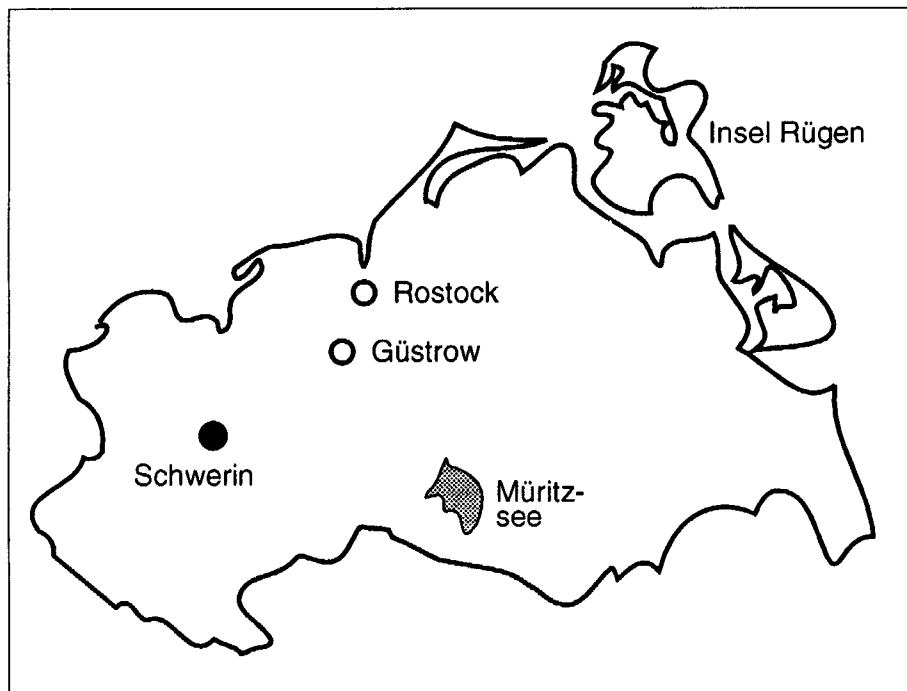 Insel Rügen
Rostock
Güstrow
Schwerin
Müritz-
see